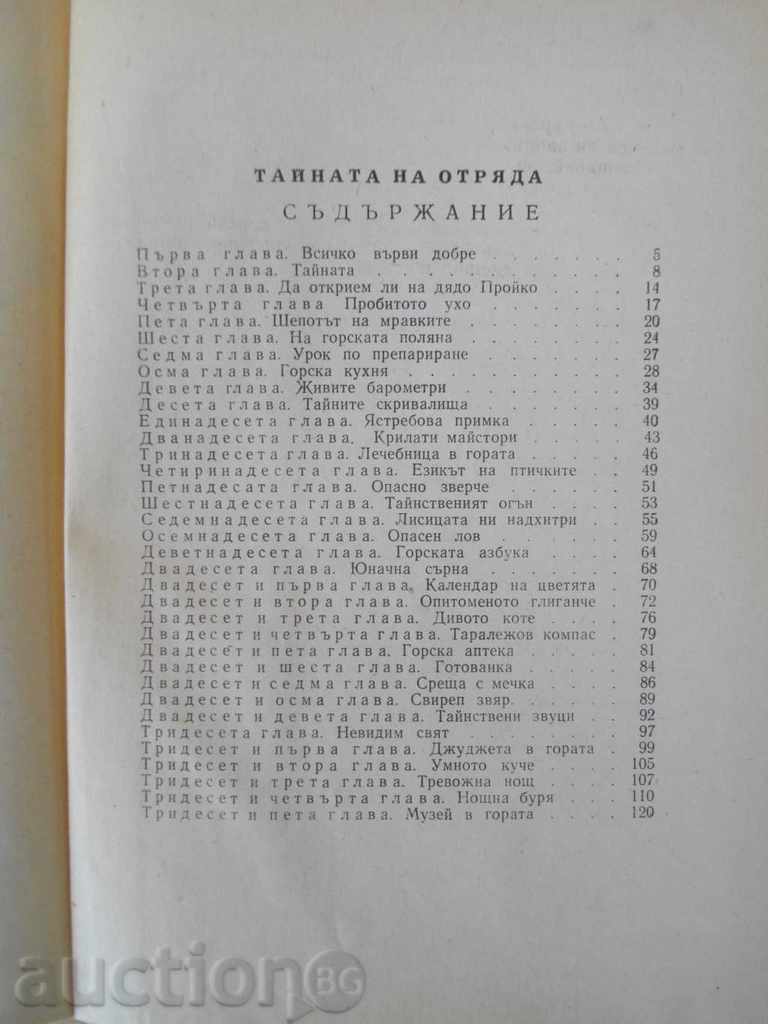 ТАЙНАТА НА ОТРЯДА
СЪДЪРЖАНИЕ
Първа глава. Всичко върви добре . . . . . . . 5
Втора глава. Тайната . . . . . . . . . . . . 8
Трета глава. Да открием ли на дядо Пройко . . . . 14
Четвърта глава Пробитото ухо . . . . . . . 17
Пета глава. Шепотът на мравките . . . . . . . . 20
Шеста глава. На горската поляна . . . . . . . 24
Седма глава. Урок по препариране . . . . . . . 27
Осма глава. Горска кухня . . . . . . . . . . 28
Девета глава. Живите барометри . . . . . . . 34
Десета глава. Тайните скривалища . . . . . . . 39
Единадесета глава. Ястребова примка . . . . . 40
Дванадесета глава. Крилати майстори . . . . . 43
Тринадесета глава. Лечебница в гората . . . . . 46
Четиринадесета глава. Езикът на птичките . . 49
Петнадесата глава. Опасно зверче . . . . . . 51
Шестнадесета глава. Тайнственият огън . . . . 53
Седемнадесета глава. Лисицата ни надхитри . . 55
Осемнадесета глава. Опасен лов . . . . . . 59
Деветнадесета глава. Горската азбука . . . . 64
Двадесета глава. Юначна сърна . . . . . . . 68
Двадесет и първа глава. Календар на цветята . 70
Двадесет и втора глава. Опитоменото глиганче . 72
Двадесет и трета глава. Дивото коте . . . . 76
Двадесет и четвърта глава. Таралежов компас . 79
Двадесет и пета глава. Горска аптека . . . . . 81
Двадесет и шеста глава. Готованка . . . . . 84
Двадесет и седма глава. Среща с мечка . . . . 86
Двадесет и осма глава. Свиреп звяр. . . . . . 89
Двадесет и девета глава. Тайнствени звуци . . 92
Тридесета глава. Невидим свят . . . . . . . 97
Тридесет и първа глава. Джуджета в гората . 99
Тридесет и втора глава. Умното куче . . . . 105
Тридесет и трета глава. Тревожна нощ . . . . 107
Тридесет и четвърта глава. Нощна буря . . . 110
Тридесет и пета глава. Музей в гората . . . . 120
auction BG